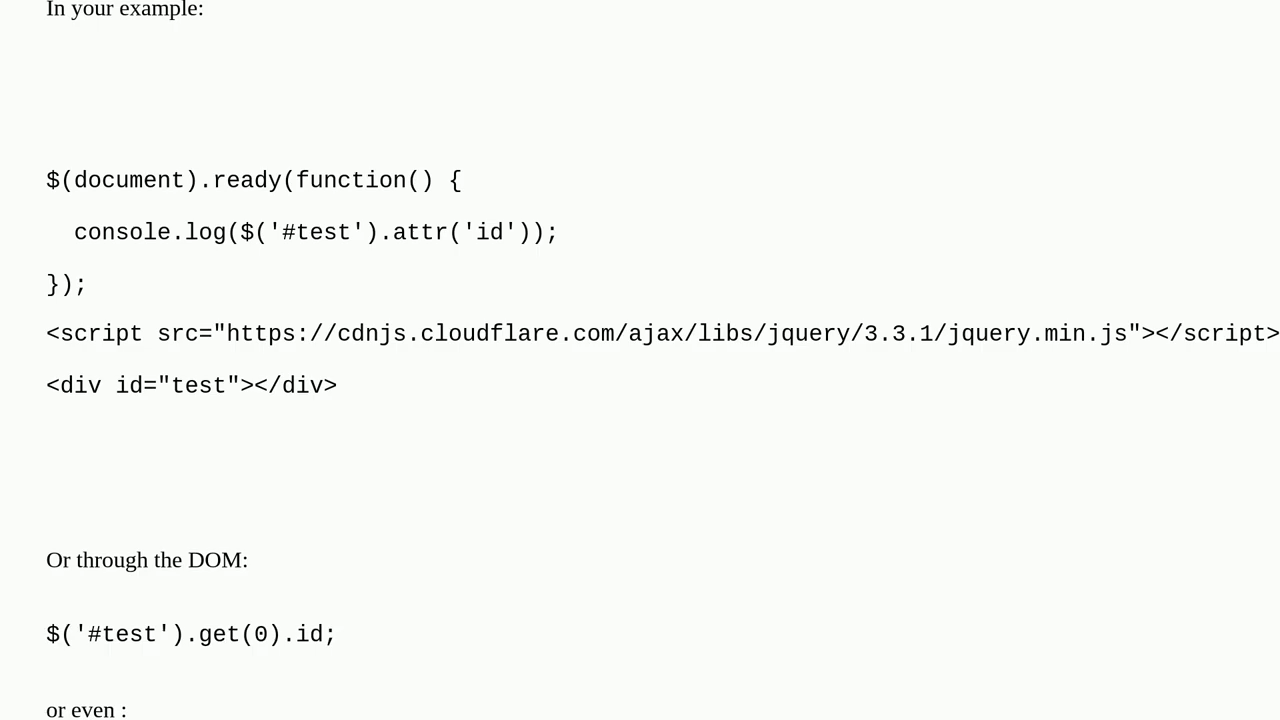 In your example:
$(document).ready(function() {
  console.log($('#test').attr('id'));
});
<script src="https://cdnjs.cloudflare.com/ajax/libs/jquery/3.3.1/jquery.min.js"></script>
<div id="test"></div>
Or through the DOM:
$('#test').get(0).id;
or even :